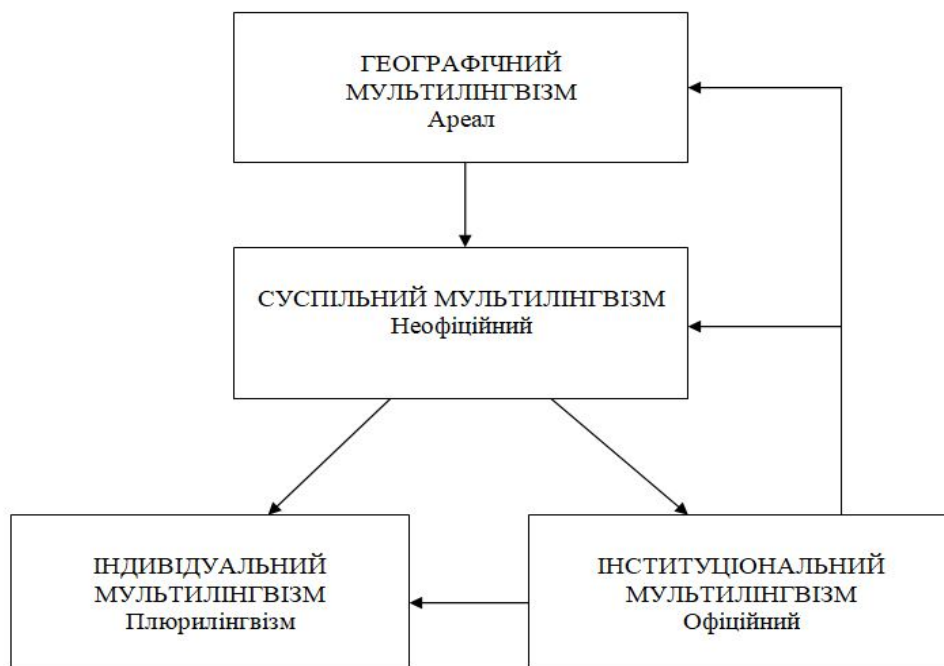 ГЕОГРАФІЧНИЙ
МУЛЬТИЛІНГВІЗМ
Ареал
СУСПІЛЬНИЙ МУЛЬТИЛІНГВІЗМ
Неофіційний
ІНДИВІДУАЛЬНИЙ
МУЛЬТИЛІНГВІЗМ
Плюрилінгвізм
ІНСТИТУЦІОНАЛЬНИЙ
МУЛЬТИЛІНГВІЗМ
Офіційний